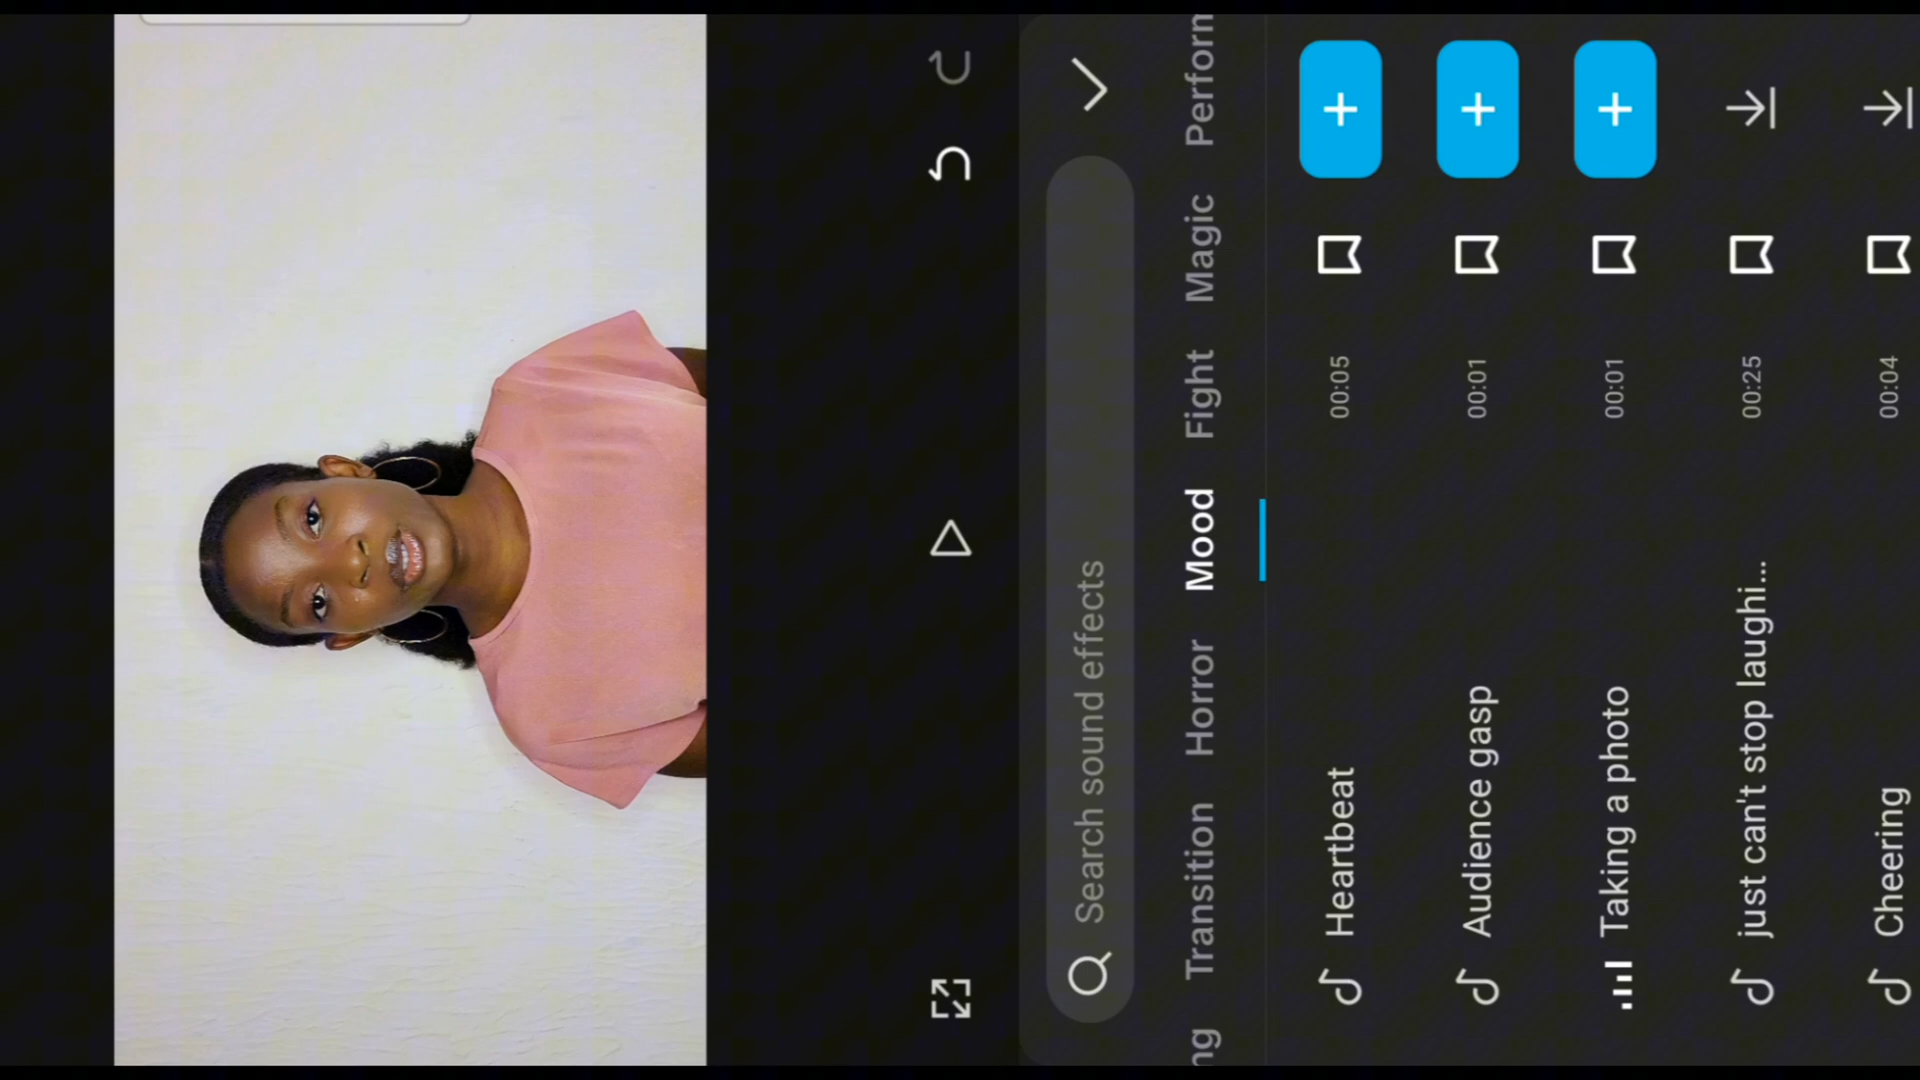 Search sound effects
ng Transition Horror Mood Fight Magic Perform
Heartbeat 00:05
Audience gasp 00:01
Taking a photo 00:01
just can't stop laughi... 00:25
Cheering 00:04